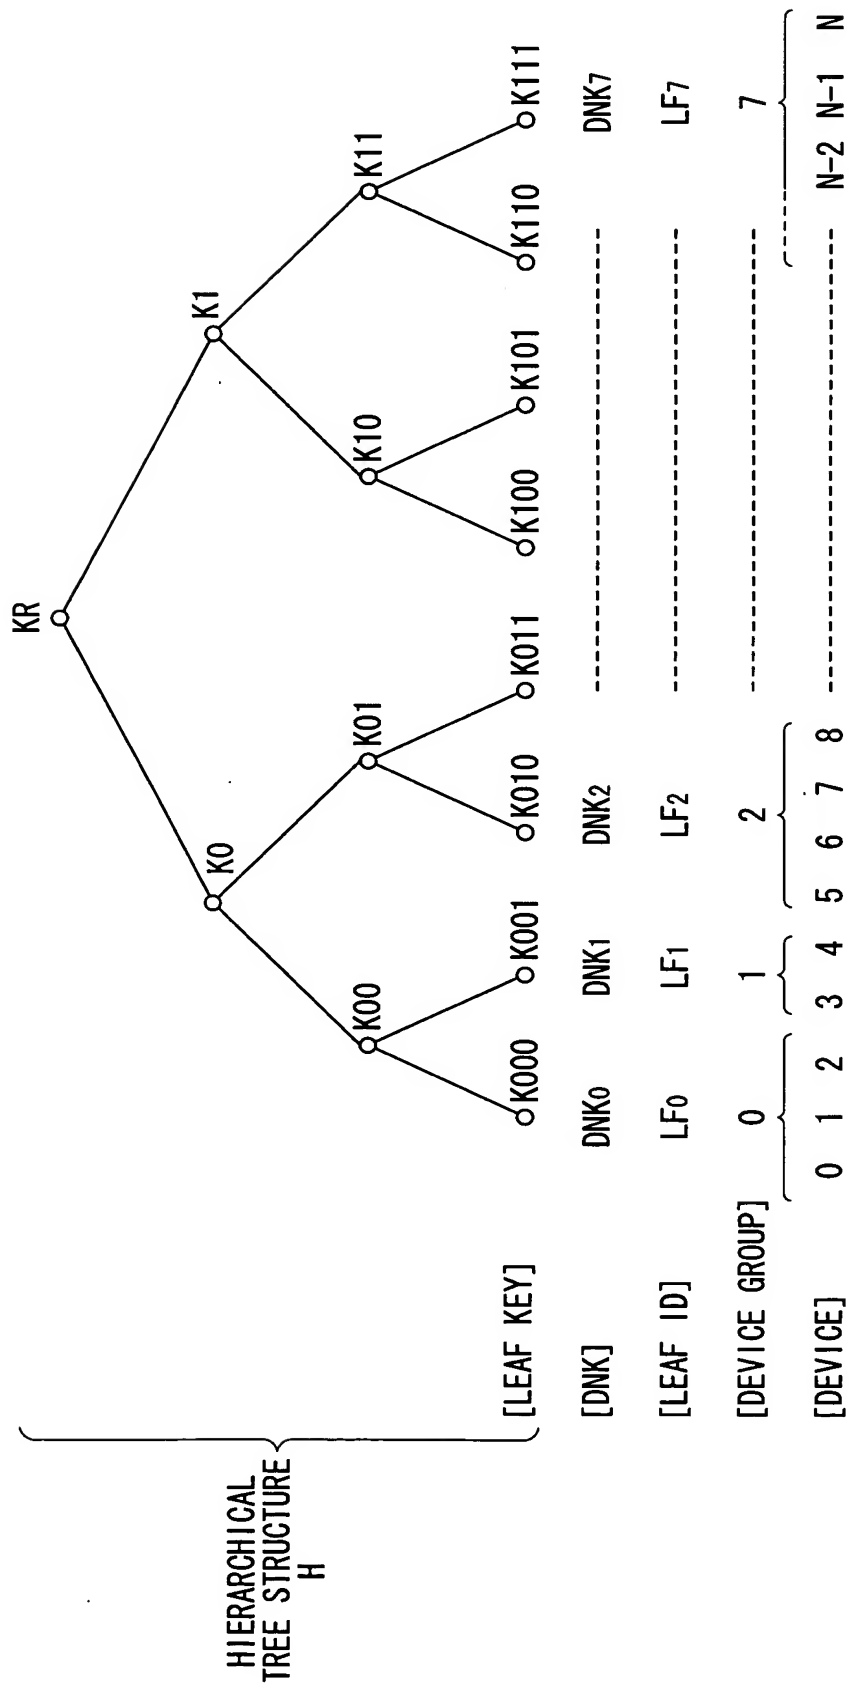 KR
K0 K1
K00 K01 K10 K11
HIERARCHICAL
TREE STRUCTURE
H
[LEAF KEY] K000 K001 K010 K011 K100 K101 K110 K111
[DNK] DNK0 DNK1 DNK2 DNK7
[LEAF ID] LF0 LF1 LF2 LF7
[DEVICE GROUP] 0 1 2 7
[DEVICE] 0 1 2 3 4 5 6 7 8 N-2 N-1 N